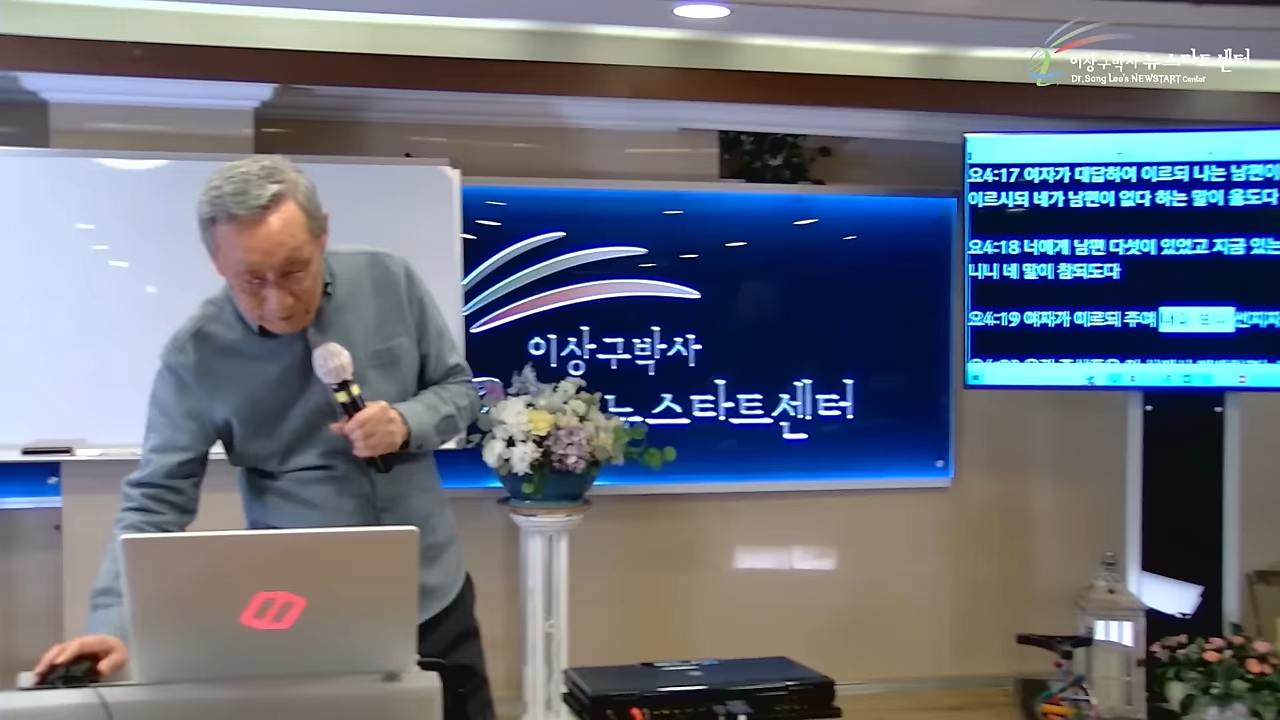 이상구박사 뉴스타트센터
Dr. Sang Lee's NEWSTART Center
요4:17 여자가 대답하여 이르되 나는 남편이
이르시되 네가 남편이 없다 하는 말이 옳도다
요4:18 너에게 남편 다섯이 있었고 지금 있는
니니 네 말이 참되도다
요4:19 여자가 이르되 주여
이상구박사
뉴스타트센터